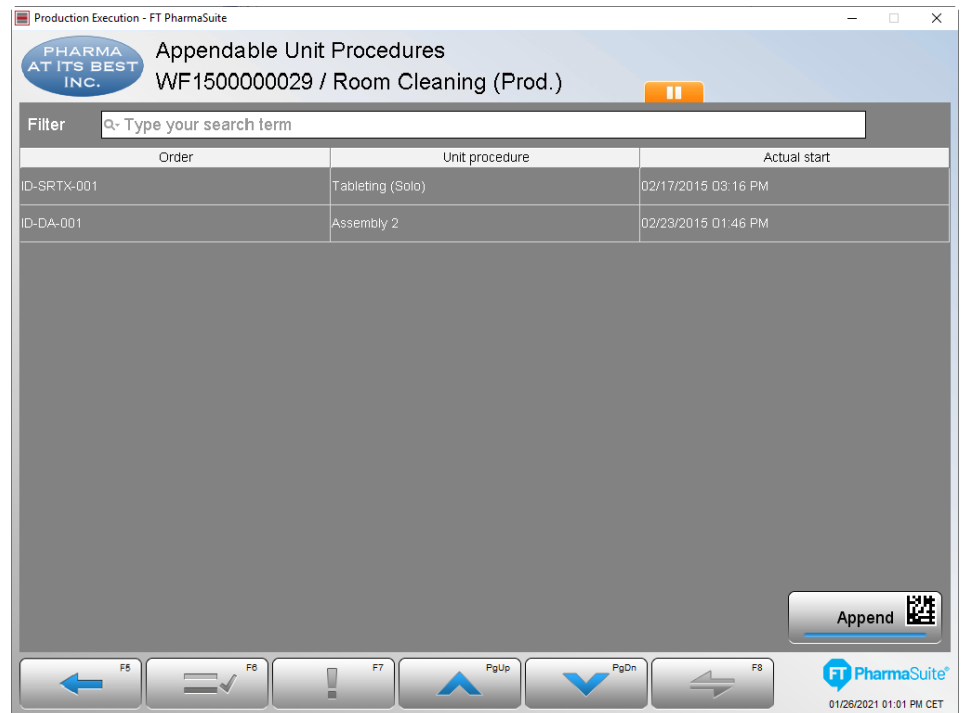 Production Execution - FT PharmaSuite
PHARMA
AT ITS BEST
INC.
Appendable Unit Procedures
WF1500000029 / Room Cleaning (Prod.)
Filter
Type your search term
Order Unit procedure Actual start
ID-SRTX-001 Tableting (Solo) 02/17/2015 03:16 PM
ID-DA-001 Assembly 2 02/23/2015 01:46 PM
Append
F5 F6 F7 PgUp PgDn F8
FT PharmaSuite®
01/26/2021 01:01 PM CET